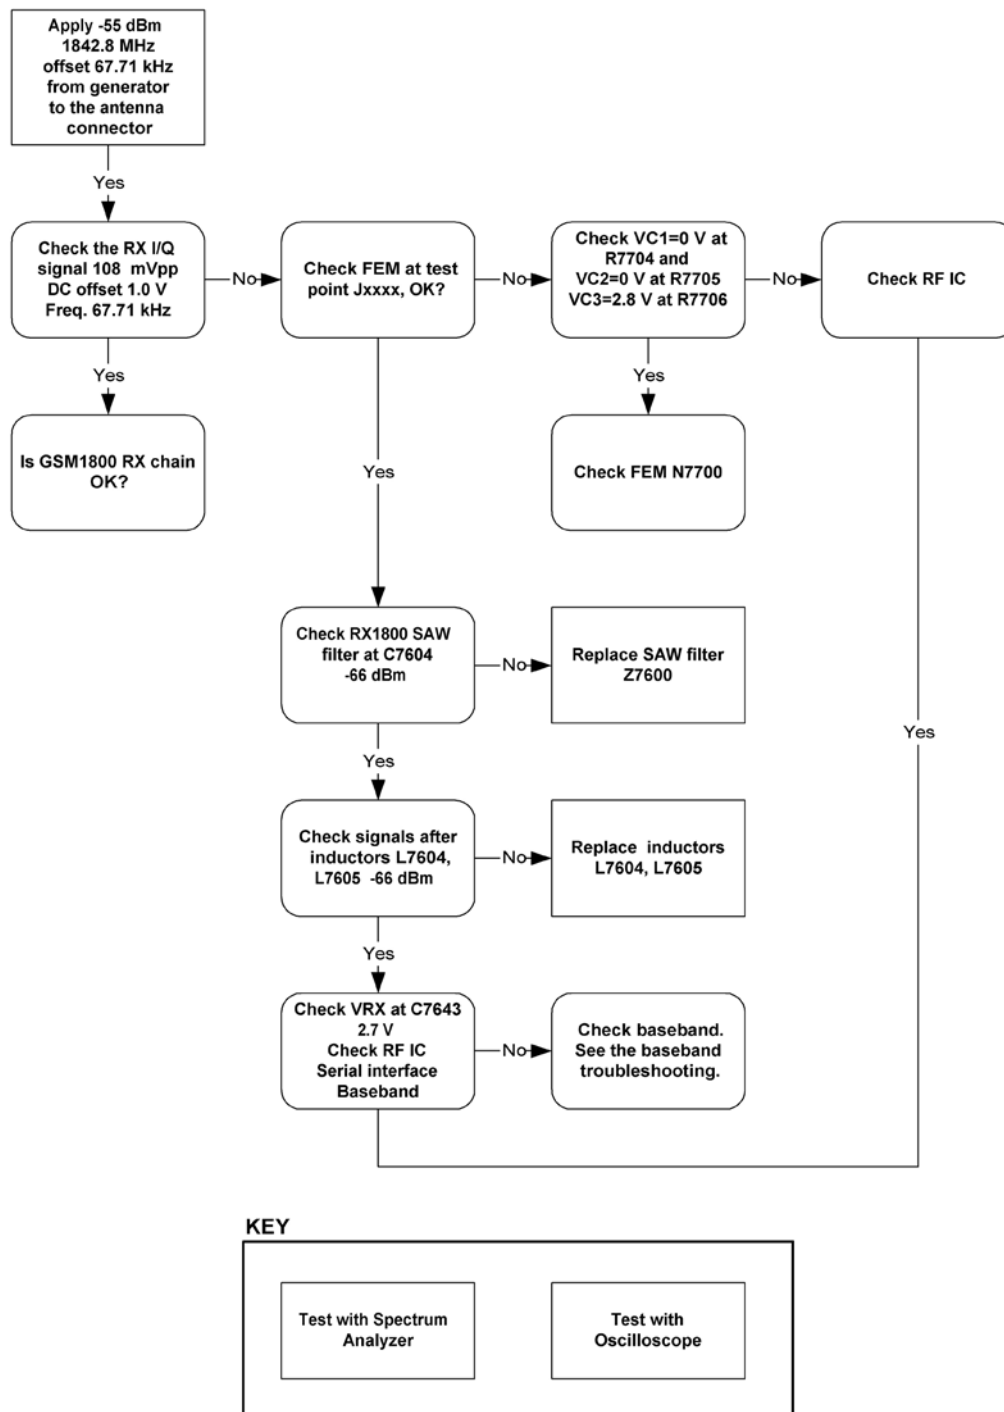 Apply -55 dBm
1842.8 MHz
offset 67.71 kHz
from generator
to the antenna
connector
Yes
Check the RX I/Q
signal 108 mVpp
DC offset 1.0 V
Freq. 67.71 kHz
No
Check FEM at test
point Jxxxx, OK?
No
Check VC1=0 V at
R7704 and
VC2=0 V at R7705
VC3=2.8 V at R7706
No
Check RF IC
Yes
Is GSM1800 RX chain
OK?
Yes
Yes
Check FEM N7700
Check RX1800 SAW
filter at C7604
-66 dBm
No
Replace SAW filter
Z7600
Yes
Yes
Check signals after
inductors L7604,
L7605 -66 dBm
No
Replace inductors
L7604, L7605
Yes
Check VRX at C7643
2.7 V
Check RF IC
Serial interface
Baseband
No
Check baseband.
See the baseband
troubleshooting.
KEY
Test with Spectrum
Analyzer
Test with
Oscilloscope